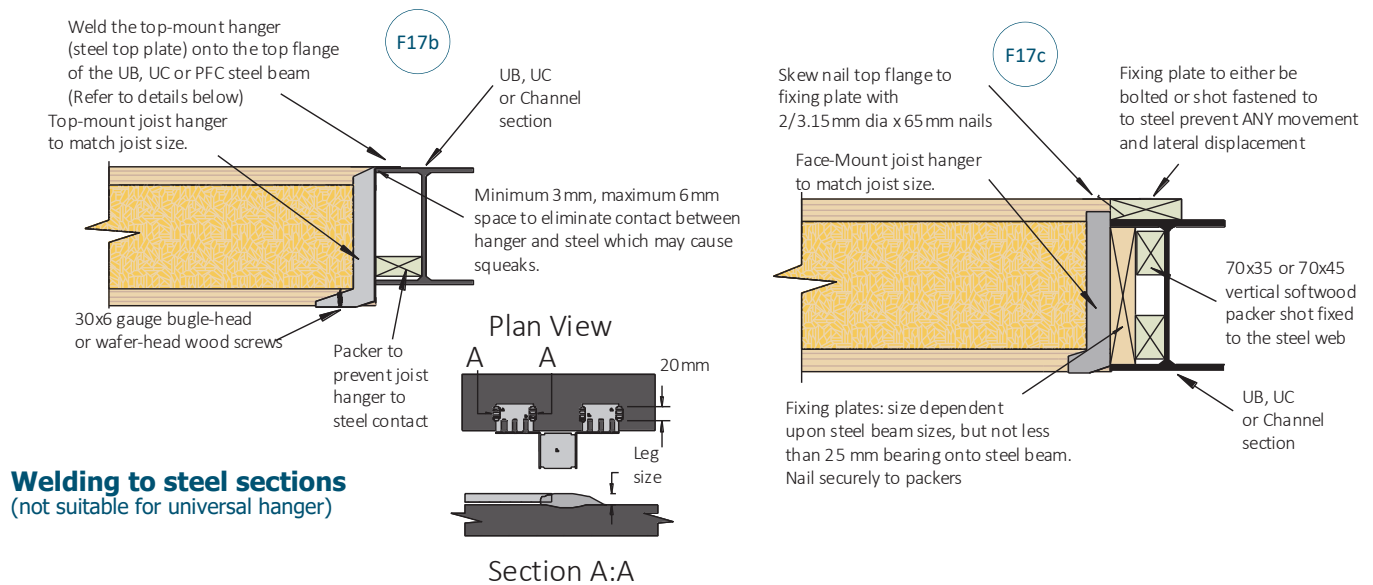 F17b
Weld the top-mount hanger
(steel top plate) onto the top flange
of the UB, UC or PFC steel beam
(Refer to details below)
Top-mount joist hanger
to match joist size.
UB, UC
or Channel
section
Minimum 3mm, maximum 6mm
space to eliminate contact between
hanger and steel which may cause
squeaks.
30x6 gauge bugle-head
or wafer-head wood screws
Packer to
prevent joist
hanger to
steel contact
Plan View
A
A
20mm
Leg
size
Section A:A
Welding to steel sections
(not suitable for universal hanger)
F17c
Skew nail top flange to
fixing plate with
2/3.15mm dia x 65mm nails
Face-Mount joist hanger
to match joist size.
Fixing plate to either be
bolted or shot fastened to
to steel prevent ANY movement
and lateral displacement
70x35 or 70x45
vertical softwood
packer shot fixed
to the steel web
Fixing plates: size dependent
upon steel beam sizes, but not less
than 25 mm bearing onto steel beam.
Nail securely to packers
UB, UC
or Channel
section